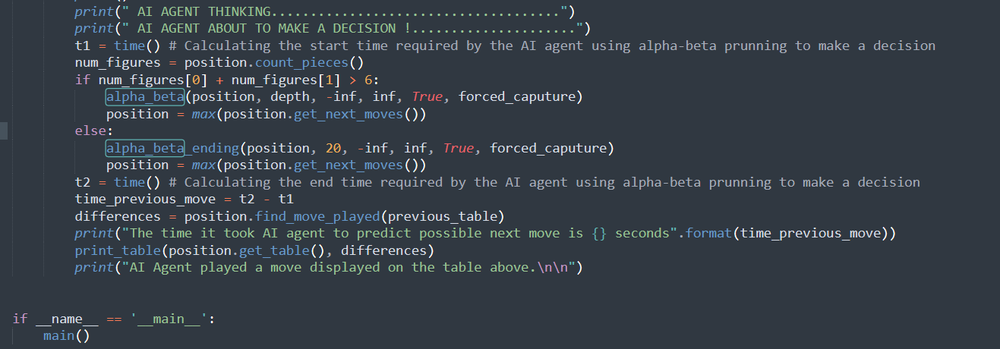 print(" AI AGENT THINKING.....................................")
print(" AI AGENT ABOUT TO MAKE A DECISION !.....................")
t1 = time() # Calculating the start time required by the AI agent using alpha-beta prunning to make a decision
num_figures = position.count_pieces()
if num_figures[0] + num_figures[1] > 6:
alpha_beta(position, depth, -inf, inf, True, forced_caputure)
position = max(position.get_next_moves())
else:
alpha_beta_ending(position, 20, -inf, inf, True, forced_caputure)
position = max(position.get_next_moves())
t2 = time() # Calculating the end time required by the AI agent using alpha-beta prunning to make a decision
time_previous_move = t2 - t1
differences = position.find_move_played(previous_table)
print("The time it took AI agent to predict possible next move is {} seconds".format(time_previous_move))
print_table(position.get_table(), differences)
print("AI Agent played a move displayed on the table above.\n\n")
if __name__ == '__main__':
main()